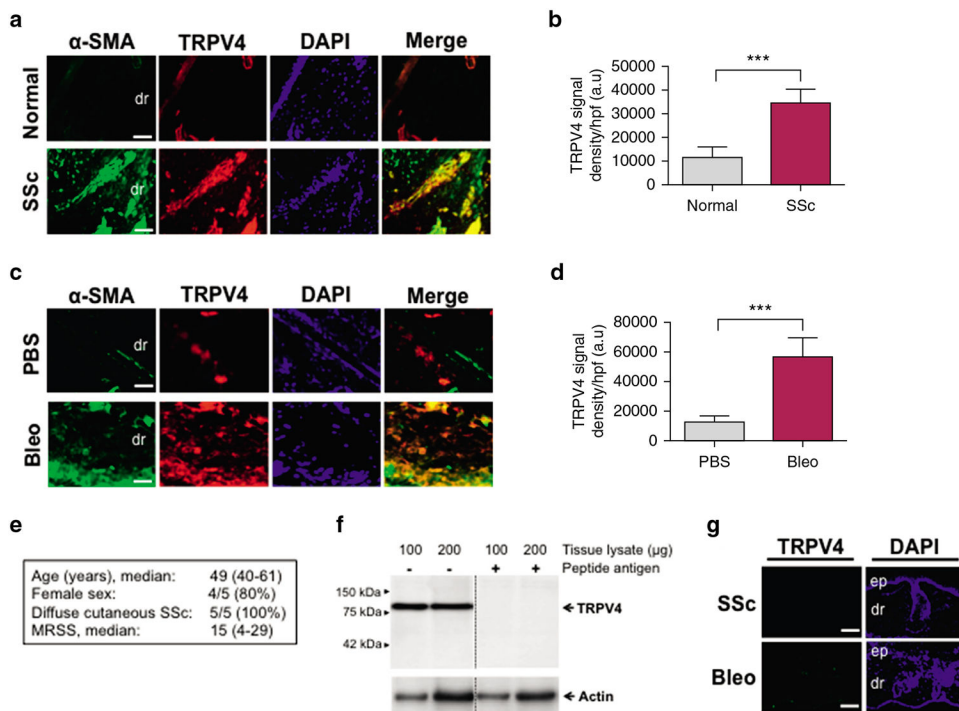 a
α-SMA TRPV4 DAPI Merge
Normal
dr
SSc
dr
b
TRPV4 signal
density/hpf (a.u)
50000
40000
30000
20000
10000
0
***
Normal SSc
c
α-SMA TRPV4 DAPI Merge
PBS
dr
Bleo
dr
d
TRPV4 signal
density/hpf (a.u)
80000
60000
40000
20000
0
***
PBS Bleo
e
Age (years), median: 49 (40-61)
Female sex: 4/5 (80%)
Diffuse cutaneous SSc: 5/5 (100%)
MRSS, median: 15 (4-29)
f
100 200 100 200 Tissue lysate (µg)
- - + + Peptide antigen
150 kDa
75 kDa
42 kDa
TRPV4
Actin
g
TRPV4 DAPI
SSc
ep
dr
Bleo
ep
dr